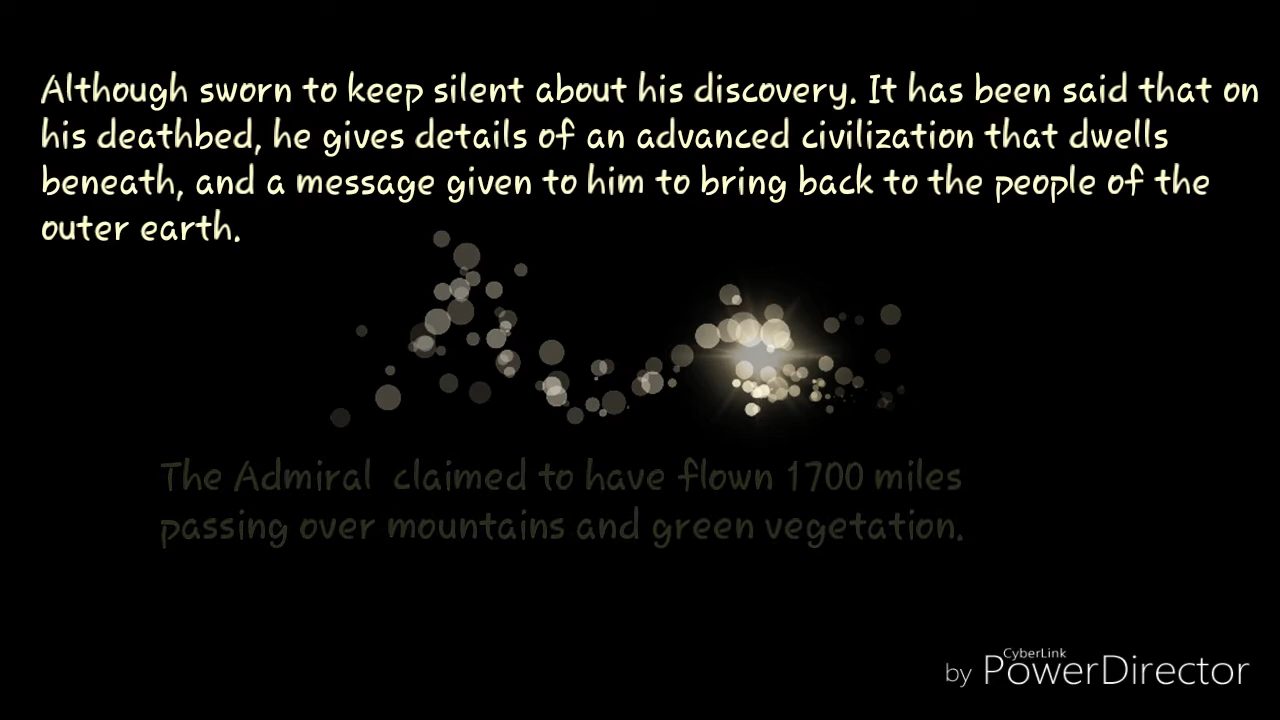 Although sworn to keep silent about his discovery. It has been said that on
his deathbed, he gives details of an advanced civilization that dwells
beneath, and a message given to him to bring back to the people of the
outer earth.
The Admiral claimed to have flown 1700 miles
passing over mountains and green vegetation.
by CyberLink PowerDirector